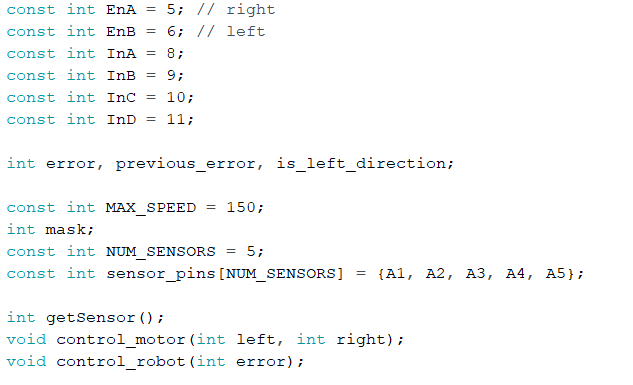 const int EnA = 5; // right
const int EnB = 6; // left
const int InA = 8;
const int InB = 9;
const int InC = 10;
const int InD = 11;
int error, previous_error, is_left_direction;
const int MAX_SPEED = 150;
int mask;
const int NUM_SENSORS = 5;
const int sensor_pins[NUM_SENSORS] = {A1, A2, A3, A4, A5};
int getSensor();
void control_motor(int left, int right);
void control_robot(int error);